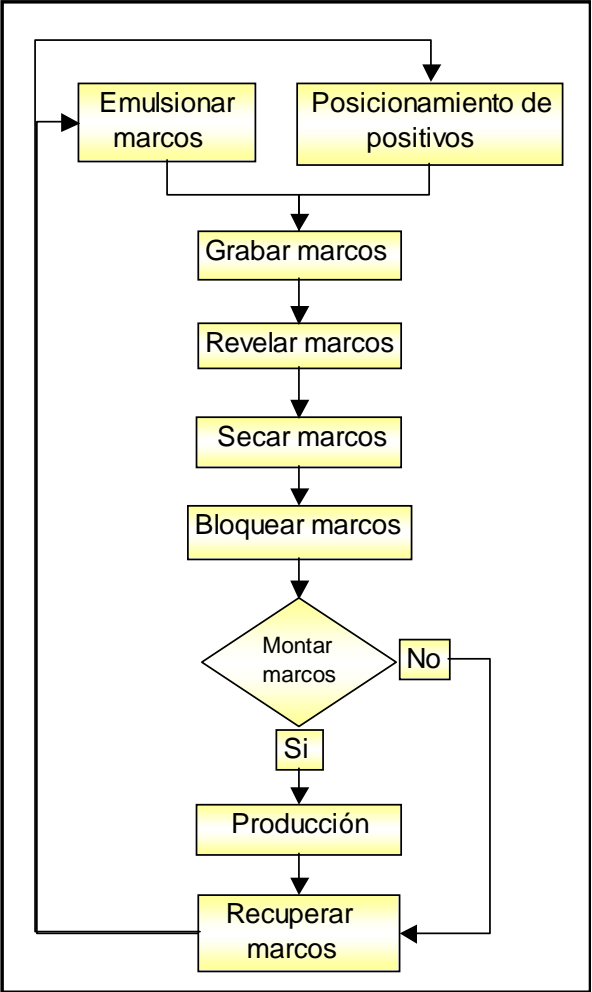 Emulsionar
marcos
Posicionamiento de
positivos
Grabar marcos
Revelar marcos
Secar marcos
Bloquear marcos
Montar
marcos
No
Si
Producción
Recuperar
marcos